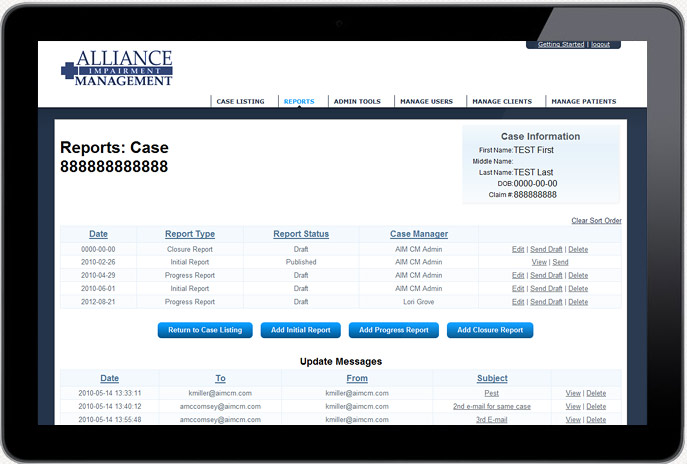 Getting Started | logout
ALLIANCE
IMPAIRMENT
MANAGEMENT
CASE LISTING REPORTS ADMIN TOOLS MANAGE USERS MANAGE CLIENTS MANAGE PATIENTS
Reports: Case
888888888888
Case Information
First Name: TEST First
Middle Name:
Last Name: TEST Last
DOB: 0000-00-00
Claim #: 888888888
Clear Sort Order
Date Report Type Report Status Case Manager
0000-00-00 Closure Report Draft AIM CM Admin Edit | Send Draft | Delete
2010-02-26 Initial Report Published AIM CM Admin View | Send
2010-04-29 Progress Report Draft AIM CM Admin Edit | Send Draft | Delete
2010-06-01 Initial Report Draft AIM CM Admin Edit | Send Draft | Delete
2012-08-21 Progress Report Draft Lori Grove Edit | Send Draft | Delete
Return to Case Listing Add Initial Report Add Progress Report Add Closure Report
Update Messages
Date To From Subject
2010-05-14 13:33:11 kmiller@aimcm.com kmiller@aimcm.com Pest View | Delete
2010-05-14 13:40:12 amccomsey@aimcm.com kmiller@aimcm.com 2nd e-mail for same case View | Delete
2010-05-14 13:55:48 amccomsey@aimcm.com kmiller@aimcm.com 3rd E-mail View | Delete